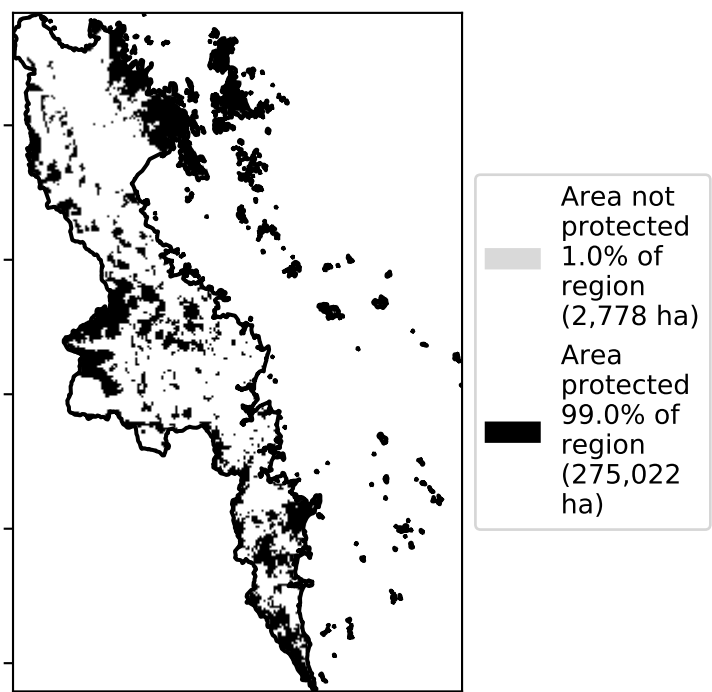 Area not
protected
1.0% of
region
(2,778 ha)
Area
protected
99.0% of
region
(275,022
ha)